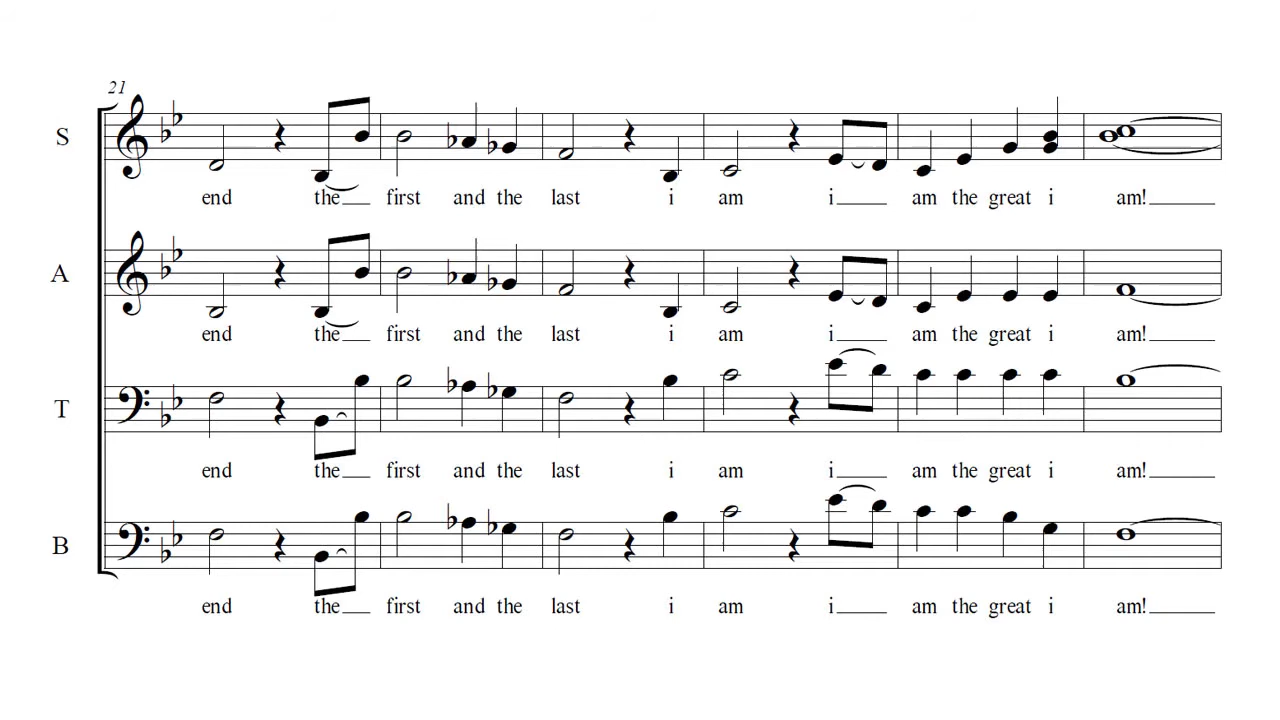 21
S
end the first and the last i am i am the great i am!
A
end the first and the last i am i am the great i am!
T
end the first and the last i am i am the great i am!
B
end the first and the last i am i am the great i am!